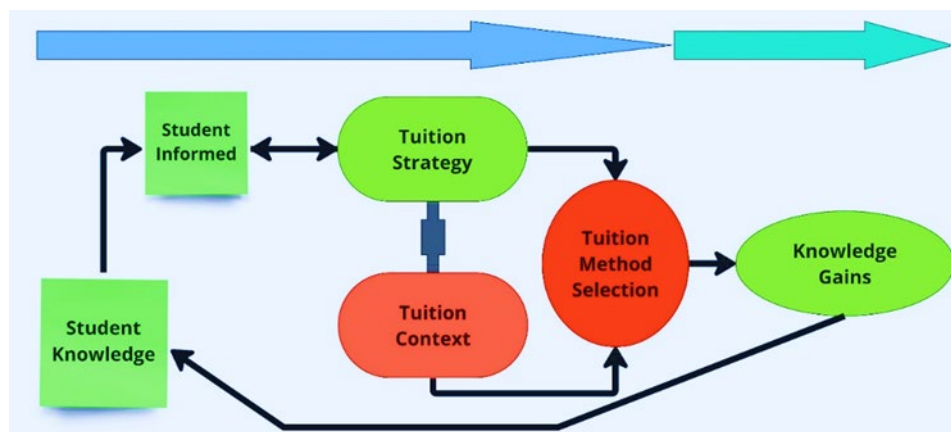 Student
Informed
Tuition
Strategy
Tuition
Method
Selection
Knowledge
Gains
Student
Knowledge
Tuition
Context